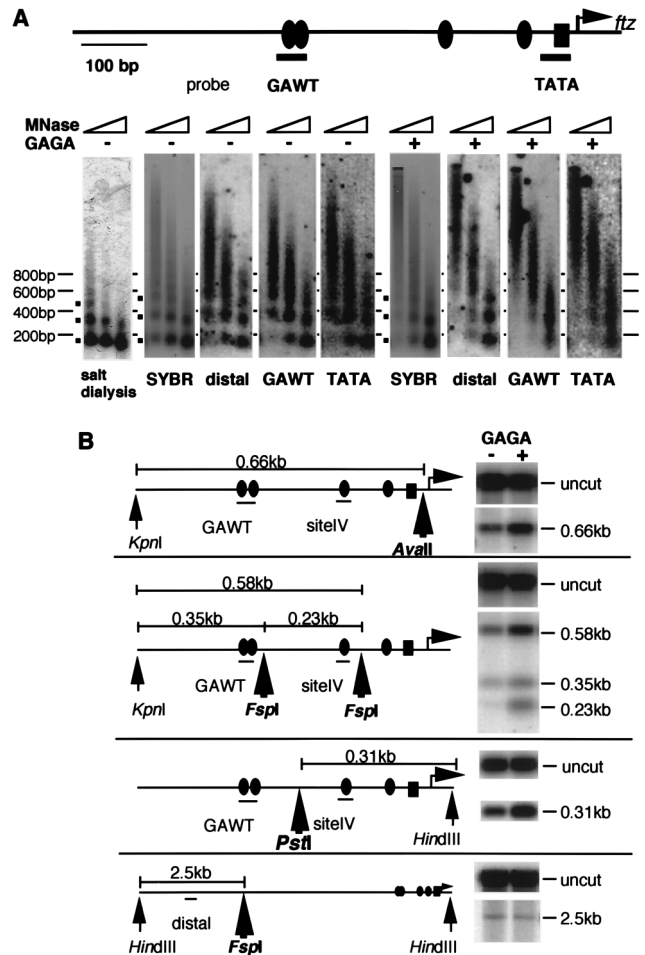 A
ftz
100 bp
probe GAWT TATA
MNase
GAGA - - - - - + + + +
800bp
600bp
400bp
200bp
salt dialysis SYBR distal GAWT TATA SYBR distal GAWT TATA
B
GAGA
- +
0.66kb
uncut
GAWT siteIV
KpnI AvaII
0.66kb
0.58kb
uncut
0.35kb 0.23kb
0.58kb
GAWT siteIV
0.35kb
KpnI FspI FspI
0.23kb
0.31kb
uncut
GAWT siteIV
0.31kb
PstI HindIII
2.5kb
uncut
distal
2.5kb
HindIII FspI HindIII